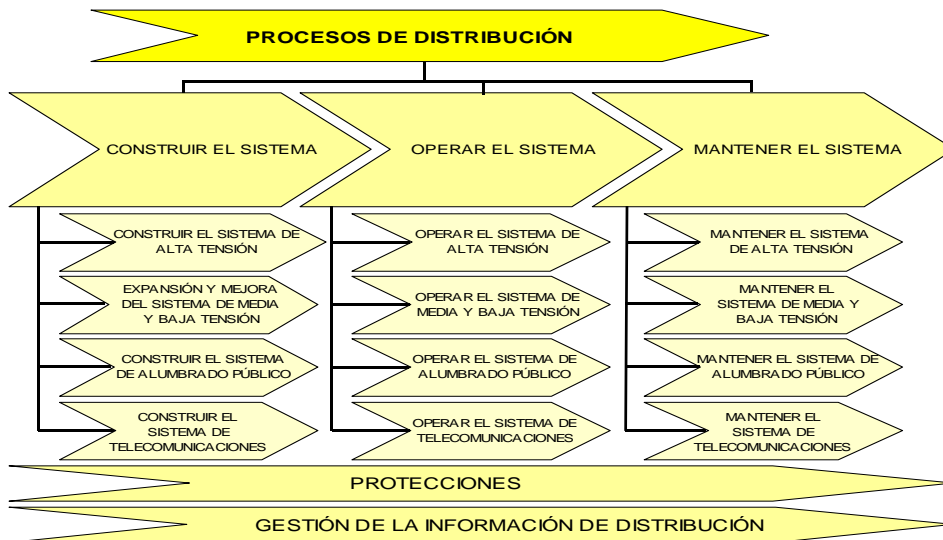 PROCESOS DE DISTRIBUCIÓN
CONSTRUIR EL SISTEMA
OPERAR EL SISTEMA
MANTENER EL SISTEMA
CONSTRUIR EL SISTEMA DE
ALTA TENSIÓN
EXPANSIÓN Y MEJORA
DEL SISTEMA DE MEDIA
Y BAJA TENSIÓN
CONSTRUIR EL SISTEMA
DE ALUMBRADO PÚBLICO
CONSTRUIR EL
SISTEMA DE
TELECOMUNICACIONES
OPERAR EL SISTEMA DE
ALTA TENSIÓN
OPERAR EL SISTEMA DE
MEDIA Y BAJA TENSIÓN
OPERAR EL SISTEMA DE
ALUMBRADO PÚBLICO
OPERAR EL SISTEMA DE
TELECOMUNICACIONES
MANTENER EL SISTEMA
DE ALTA TENSIÓN
MANTENER EL
SISTEMA DE MEDIA Y
BAJA TENSIÓN
MANTENER EL SISTEMA DE
ALUMBRADO PÚBLICO
MANTENER EL
SISTEMA DE
TELECOMUNICACIONES
PROTECCIONES
GESTIÓN DE LA INFORMACIÓN DE DISTRIBUCIÓN